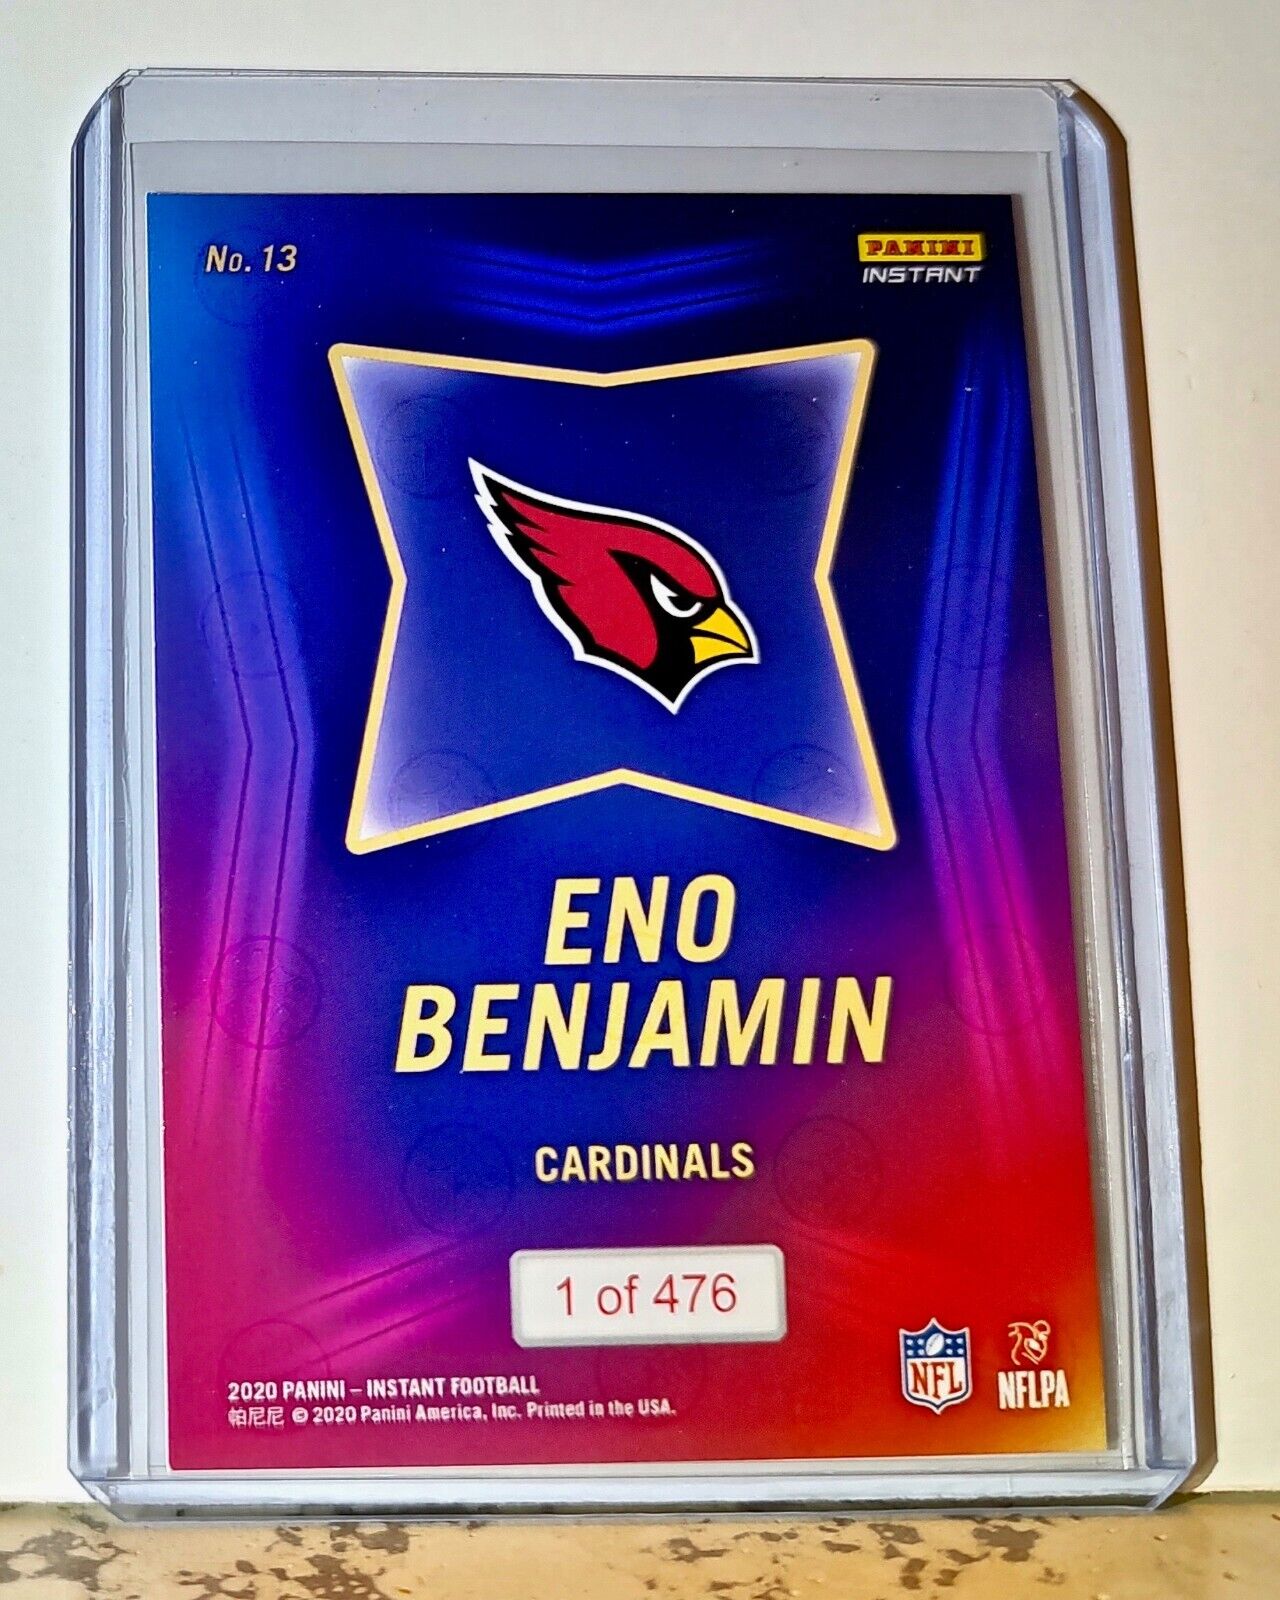 No. 13
PANINI
INSTANT
ENO
BENJAMIN
CARDINALS
1 of 476
NFL
NFLPA
2020 PANINI – INSTANT FOOTBALL
帕尼尼 © 2020 Panini America, Inc. Printed in the USA.